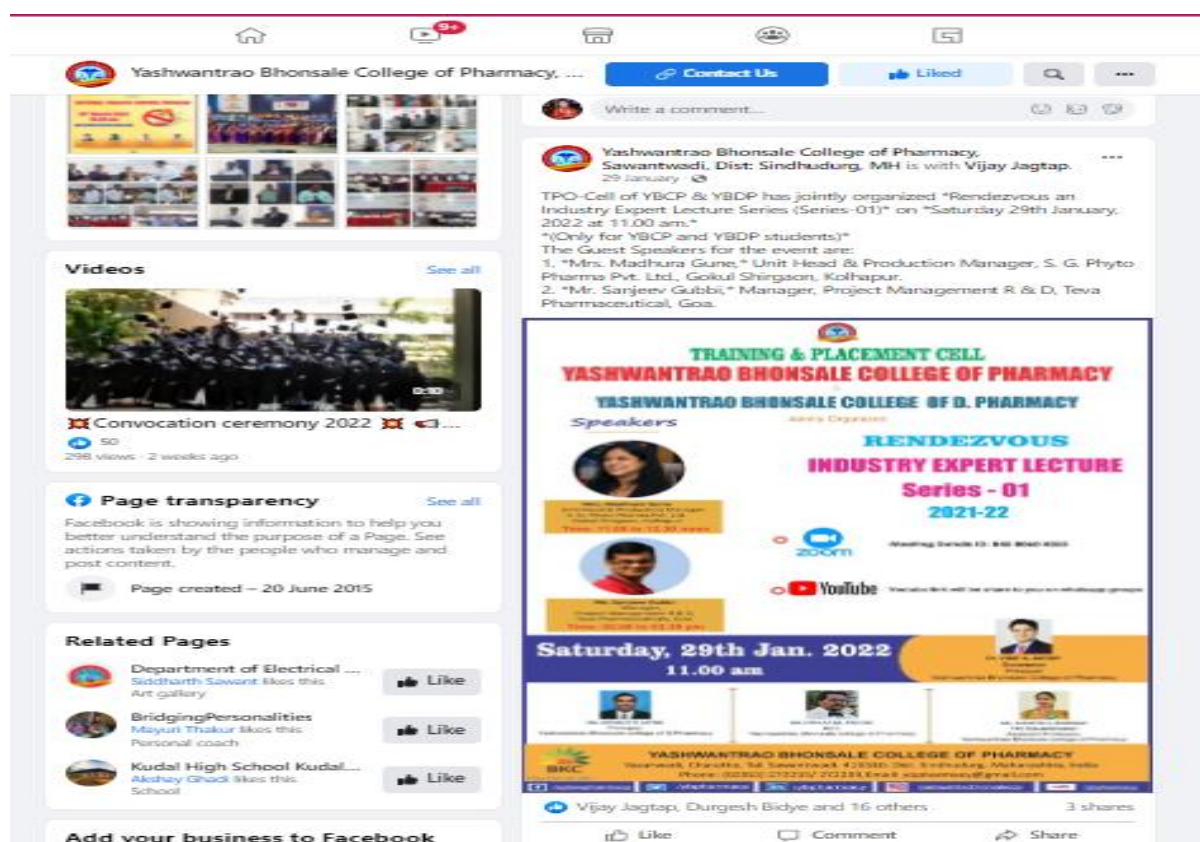 9+
Yashwantrao Bhonsale College of Pharmacy, ...
Contact Us
Liked
Write a comment...
Videos
See all
0:10
Convocation ceremony 2022
50
298 views · 2 weeks ago
Page transparency
See all
Facebook is showing information to help you
better understand the purpose of a Page. See
actions taken by the people who manage and
post content.
Page created – 20 June 2015
Related Pages
Department of Electrical ...
Siddharth Sawant likes this
Art gallery
Like
BridgingPersonalities
Mayuri Thakur likes this
Personal coach
Like
Kudal High School Kudal...
Akshay Ghadi likes this
School
Like
Add your business to Facebook
Yashwantrao Bhonsale College of Pharmacy,
Sawantwadi, Dist: Sindhudurg, MH is with Vijay Jagtap.
29 January
TPO-Cell of YBCP & YBDP has jointly organized *Rendezvous an
Industry Expert Lecture Series (Series-01)* on *Saturday 29th January,
2022 at 11.00 am.*
*(Only for YBCP and YBDP students)*
The Guest Speakers for the event are:
1. *Mrs. Madhura Gune,* Unit Head & Production Manager, S. G. Phyto
Pharma Pvt. Ltd., Gokul Shirgaon, Kolhapur.
2. *Mr. Sanjeev Gubbi,* Manager, Project Management R & D, Teva
Pharmaceutical, Goa.
TRAINING & PLACEMENT CELL
YASHWANTRAO BHONSALE COLLEGE OF PHARMACY
YASHWANTRAO BHONSALE COLLEGE OF D. PHARMACY
Speakers
RENDEZVOUS
INDUSTRY EXPERT LECTURE
Series - 01
2021-22
zoom
YouTube
Saturday, 29th Jan. 2022
11.00 am
BKC
YASHWANTRAO BHONSALE COLLEGE OF PHARMACY
Vijay Jagtap, Durgesh Bidye and 16 others
3 shares
Like
Comment
Share